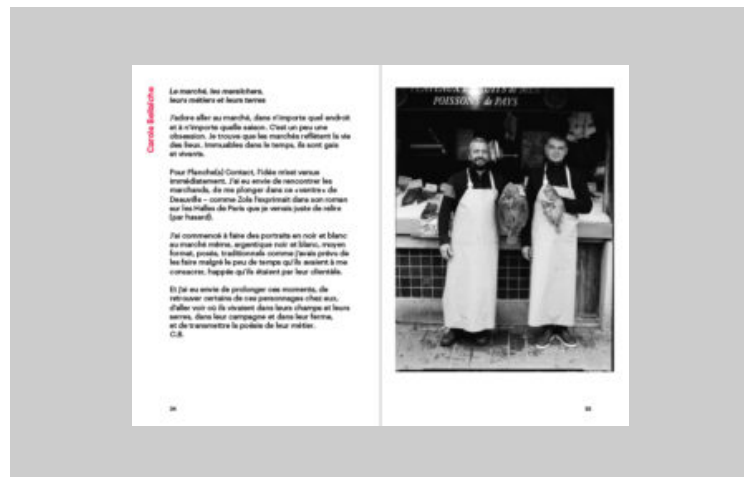 Carole Bellaïche
Le marché, les maraîchers,
leurs métiers et leurs terres
J'adore aller au marché, dans n'importe quel endroit
et à n'importe quelle saison. C'est un peu une
obsession. Je trouve que les marchés reflètent la vie
des lieux. Immuables dans le temps, ils sont gais
et vivants.
Pour Planche(s) Contact, l'idée m'est venue
immédiatement. J'ai eu envie de rencontrer les
marchands, de me plonger dans ce «ventre» de
Deauville – comme Zola l'exprimait dans son roman
sur les Halles de Paris que je venais juste de relire
(par hasard).
J'ai commencé à faire des portraits en noir et blanc
au marché même, argentique noir et blanc, moyen
format, posés, traditionnels comme j'avais prévu de
les faire malgré le peu de temps qu'ils avaient à me
consacrer, happés qu'ils étaient par leur clientèle.
Et j'ai eu envie de prolonger ces moments, de
retrouver certains de ces personnages chez eux,
d'aller voir où ils vivaient dans leurs champs et leurs
serres, dans leur campagne et dans leur ferme,
et de transmettre la poésie de leur métier.
C.B.
POISSONS de PAYS